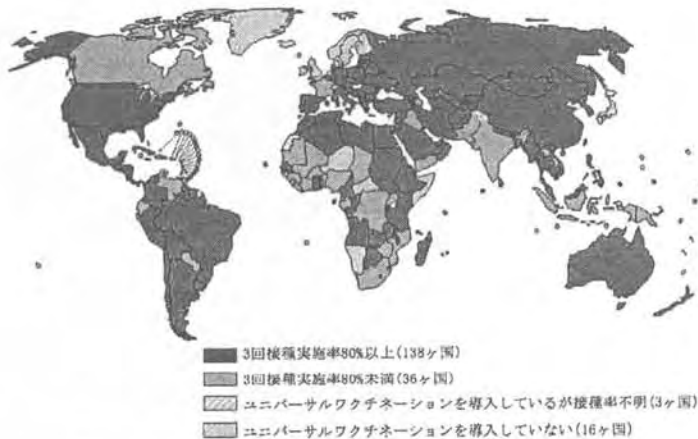 3回接種実施率80%以上(138ヶ国)
3回接種実施率80%未満(36ヶ国)
ユニバーサルワクチネーションを導入しているが接種率不明(3ヶ国)
ユニバーサルワクチネーションを導入していない(16ヶ国)